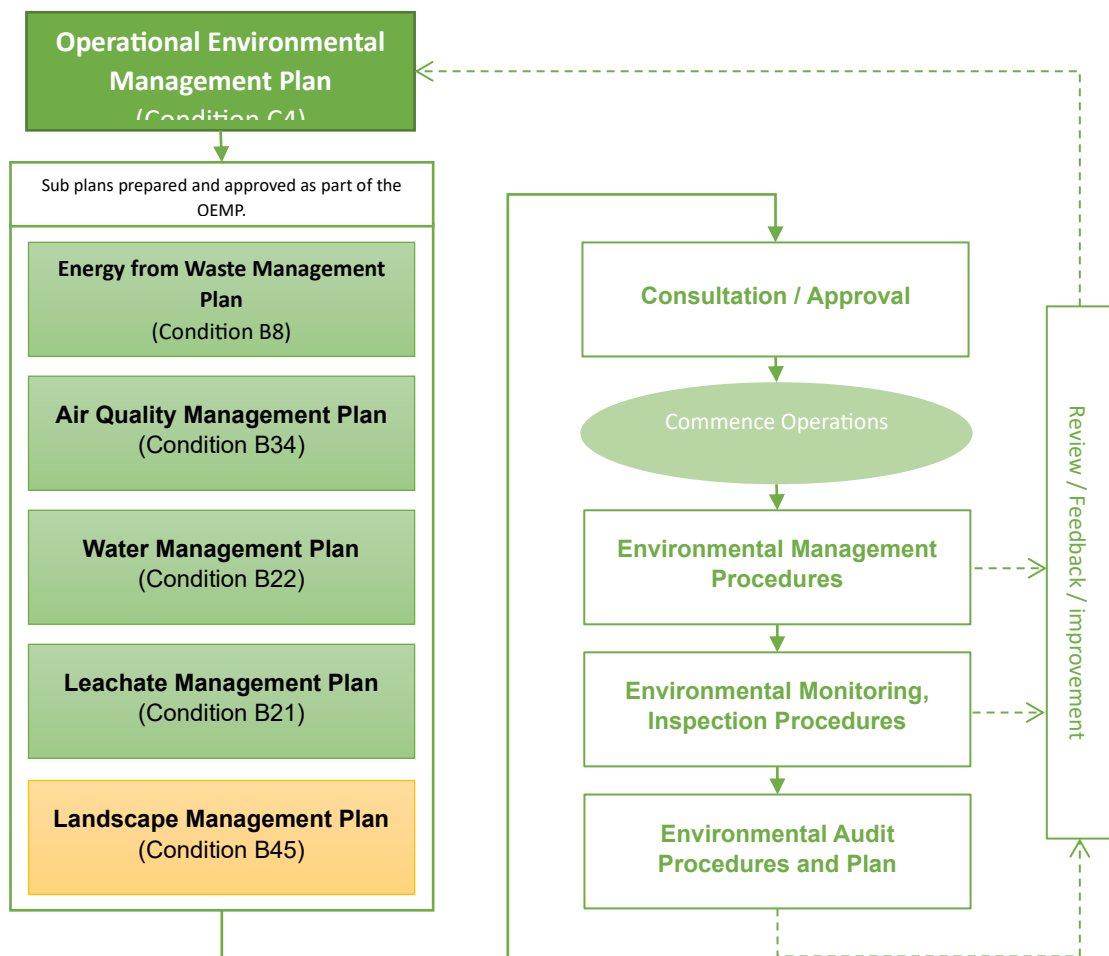 Operational Environmental
Management Plan
(Condition C4)
Sub plans prepared and approved as part of the
OEMP.
Energy from Waste Management
Plan
(Condition B8)
Air Quality Management Plan
(Condition B34)
Water Management Plan
(Condition B22)
Leachate Management Plan
(Condition B21)
Landscape Management Plan
(Condition B45)
Consultation / Approval
Commence Operations
Environmental Management
Procedures
Environmental Monitoring,
Inspection Procedures
Environmental Audit
Procedures and Plan
Review / Feedback / improvement